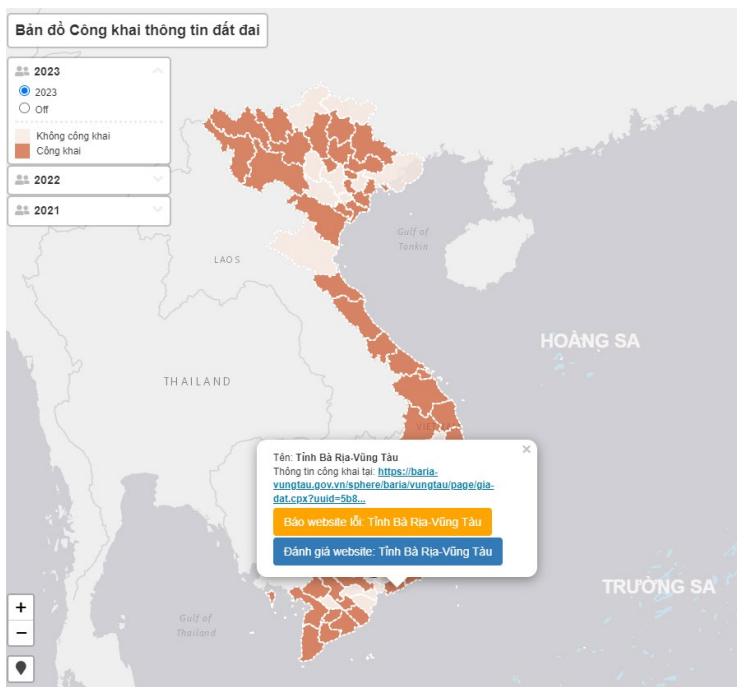 Bản đồ Công khai thông tin đất đai
2023
2023
Off
Không công khai
Công khai
2022
2021
Gulf of
Tonkin
LAOS
HOÀNG SA
THAILAND
VIETNA
Tên: Tỉnh Bà Rịa-Vũng Tàu
Thông tin công khai tại: https://baria-
vungtau.gov.vn/sphere/baria/vungtau/page/gia-
dat.cpx?uuid=5b8...
Báo website lỗi: Tỉnh Bà Rịa-Vũng Tàu
Đánh giá website: Tỉnh Bà Rịa-Vũng Tàu
TRƯỜNG SA
Gulf of
Thailand